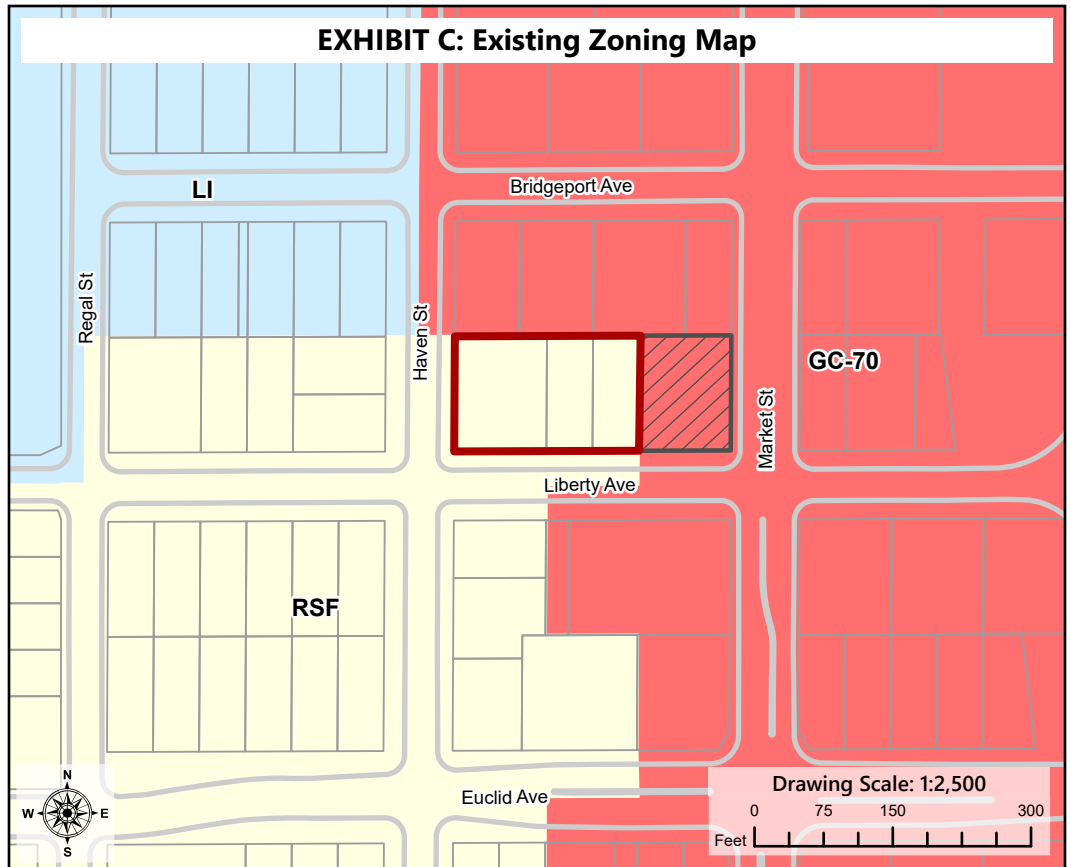 EXHIBIT C: Existing Zoning Map
LI
Bridgeport Ave
Regal St
Haven St
GC-70
Market St
Liberty Ave
RSF
Euclid Ave
N
W E
S
Drawing Scale: 1:2,500
0 75 150 300
Feet